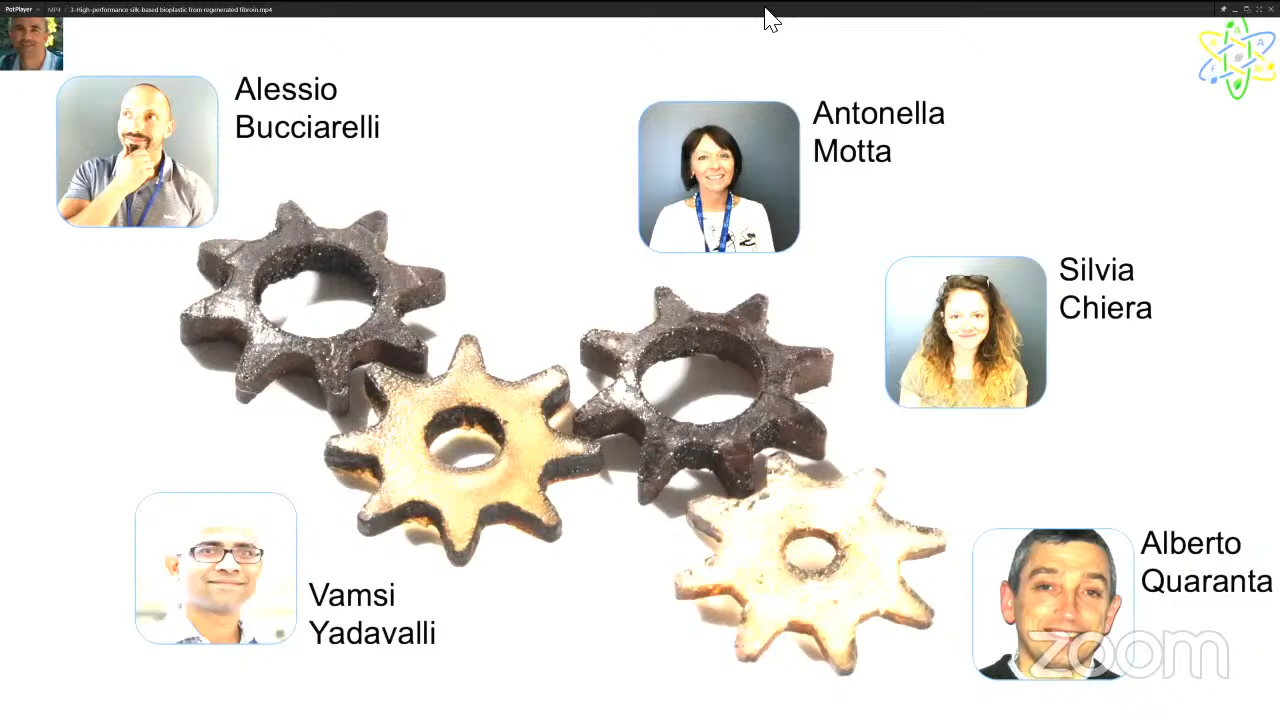 PotPlayer
MP4
3-High-performance silk-based bioplastic from regenerated fibroin.mp4
Alessio
Bucciarelli
Antonella
Motta
Silvia
Chiera
Vamsi
Yadavalli
Alberto
Quaranta
zoom